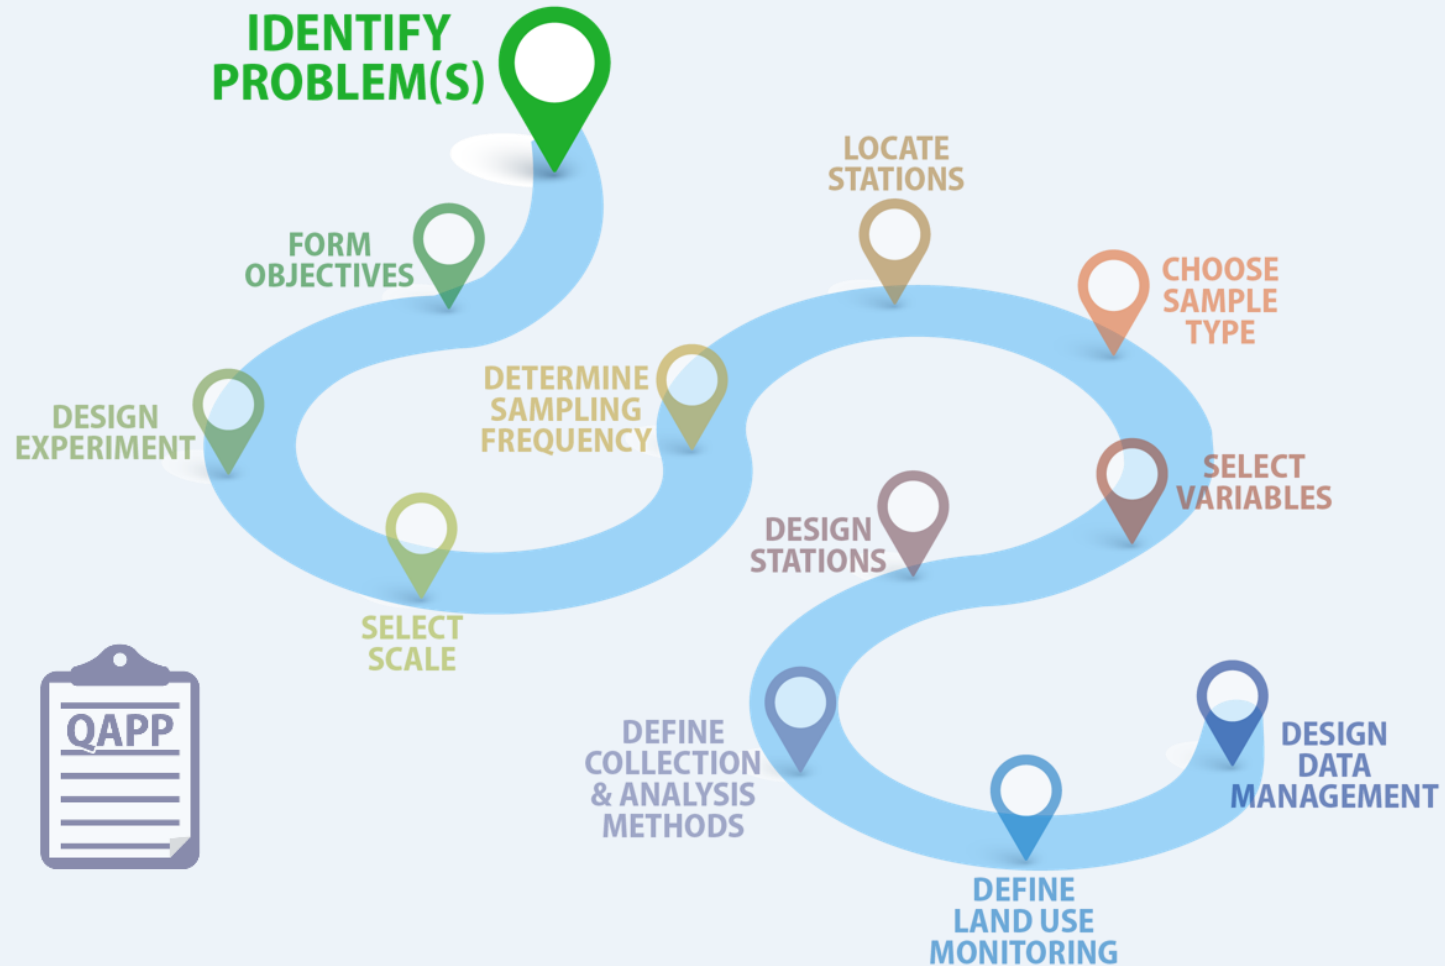 IDENTIFY
PROBLEM(S)
FORM
OBJECTIVES
DESIGN
EXPERIMENT
SELECT
SCALE
DETERMINE
SAMPLING
FREQUENCY
LOCATE
STATIONS
CHOOSE
SAMPLE
TYPE
SELECT
VARIABLES
DESIGN
STATIONS
DEFINE
COLLECTION
& ANALYSIS
METHODS
DEFINE
LAND USE
MONITORING
DESIGN
DATA
MANAGEMENT
QAPP